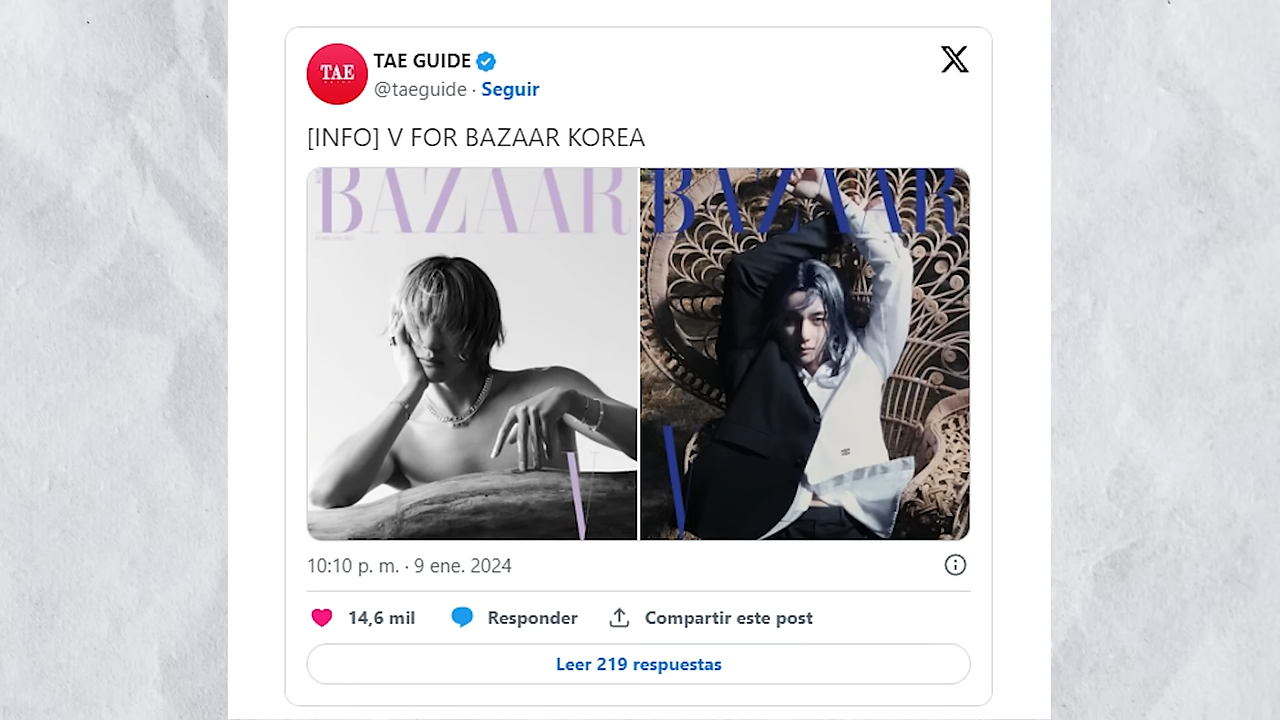 TAE
TAE GUIDE
@taeguide · Seguir
[INFO] V FOR BAZAAR KOREA
BAZAAR
BAZAAR
V
V
10:10 p. m. · 9 ene. 2024
14,6 mil
Responder
Compartir este post
Leer 219 respuestas